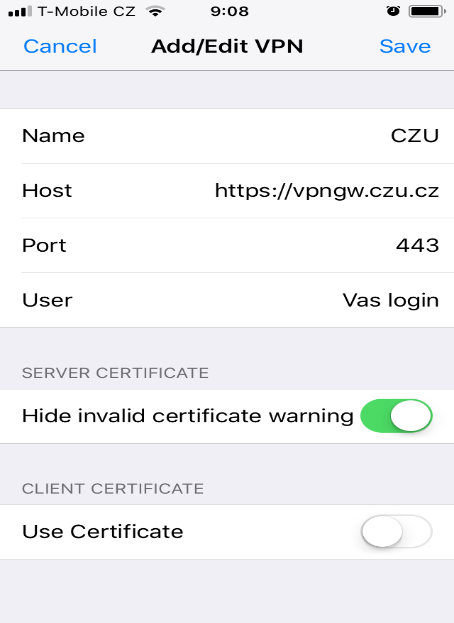 T-Mobile CZ 9:08
Cancel Add/Edit VPN Save
Name CZU
Host https://vpngw.czu.cz
Port 443
User Vas login
SERVER CERTIFICATE
Hide invalid certificate warning
CLIENT CERTIFICATE
Use Certificate